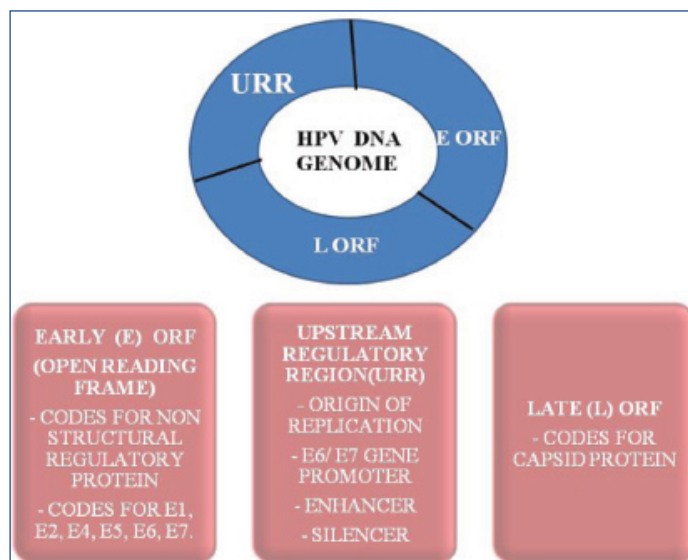 URR
HPV DNA
GENOME
E ORF
L ORF
EARLY (E) ORF
(OPEN READING
FRAME)
- CODES FOR NON
STRUCTURAL
REGULATORY
PROTEIN
- CODES FOR E1,
E2, E4, E5, E6, E7.
UPSTREAM
REGULATORY
REGION(URR)
- ORIGIN OF
REPLICATION
- E6/ E7 GENE
PROMOTER
- ENHANCER
- SILENCER
LATE (L) ORF
- CODES FOR
CAPSID PROTEIN